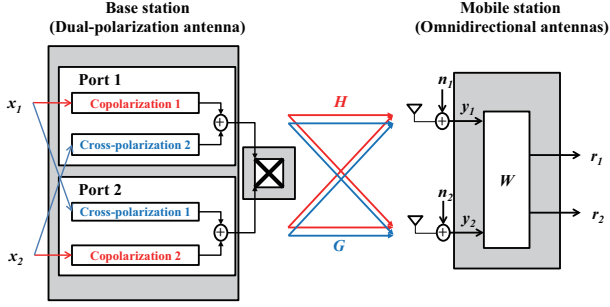 Base station
(Dual-polarization antenna)
Mobile station
(Omnidirectional antennas)
Port 1
x1
Copolarization 1
Cross-polarization 2
Port 2
Cross-polarization 1
x2
Copolarization 2
H
G
n1
y1
n2
y2
W
r1
r2